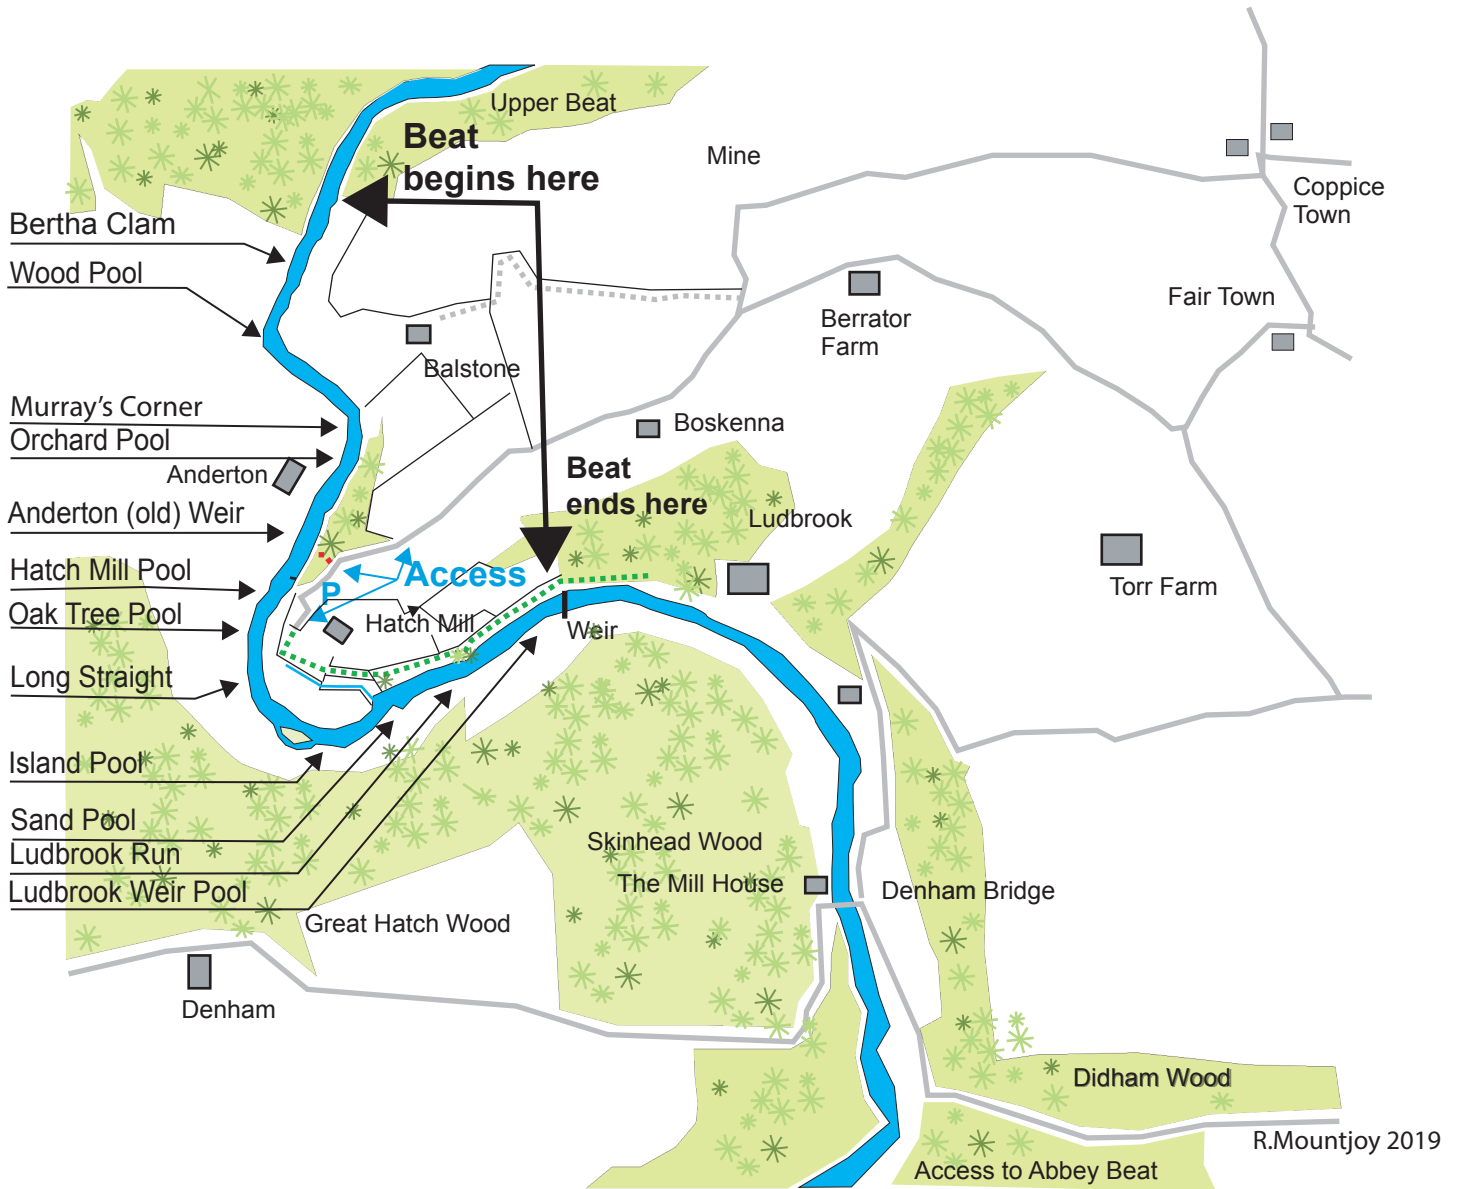 Upper Beat
Beat
begins here
Mine
Coppice
Town
Bertha Clam
Wood Pool
Fair Town
Berrator
Farm
Balstone
Murray's Corner
Orchard Pool
Boskenna
Anderton
Beat
ends here
Anderton (old) Weir
Ludbrook
Hatch Mill Pool
Access
P
Torr Farm
Oak Tree Pool
Hatch Mill
Weir
Long Straight
Island Pool
Sand Pool
Skinhead Wood
Ludbrook Run
The Mill House
Ludbrook Weir Pool
Denham Bridge
Great Hatch Wood
Denham
Didham Wood
R.Mountjoy 2019
Access to Abbey Beat